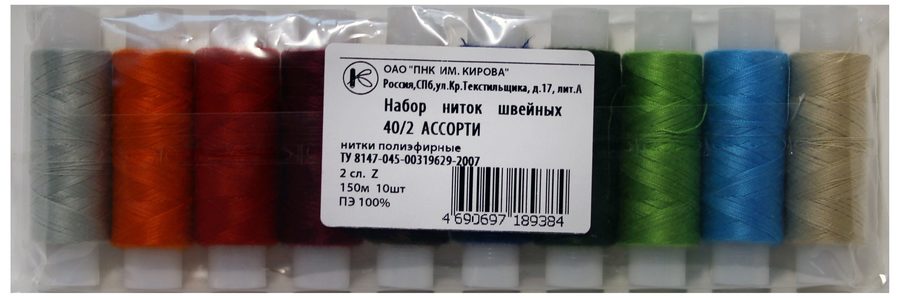 К
ОАО "ПНК ИМ. КИРОВА"
Россия,СПб,ул.Кр.Текстильщика, д.17, лит.А
Набор ниток швейных
40/2 АССОРТИ
нитки полиэфирные
ТУ 8147-045-00319629-2007
2 сл. Z
150м 10шт
ПЭ 100%
4 690697 189384